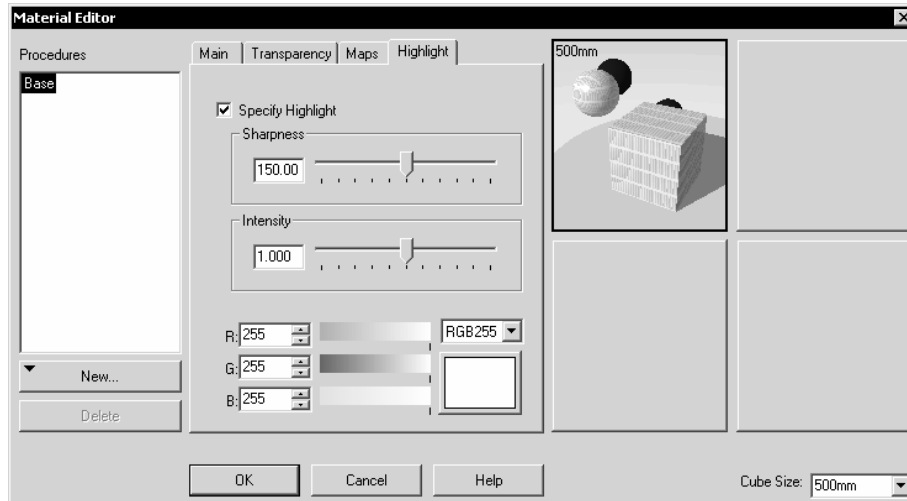 Material Editor
Procedures
Base
New...
Delete
Main Transparency Maps Highlight
Specify Highlight
Sharpness
150.00
Intensity
1.000
R: 255
G: 255
B: 255
RGB255
500mm
OK Cancel Help
Cube Size: 500mm